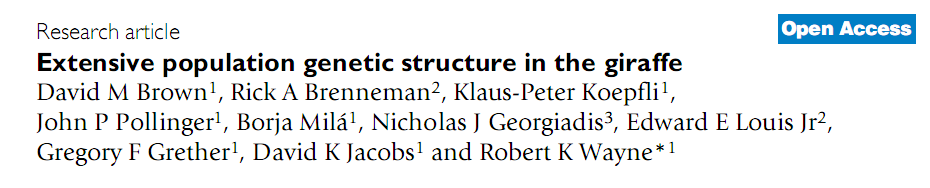 Research article
Open Access
Extensive population genetic structure in the giraffe
David M Brown1, Rick A Brenneman2, Klaus-Peter Koepfli1,
John P Pollinger1, Borja Milá1, Nicholas J Georgiadis3, Edward E Louis Jr2,
Gregory F Grether1, David K Jacobs1 and Robert K Wayne*1